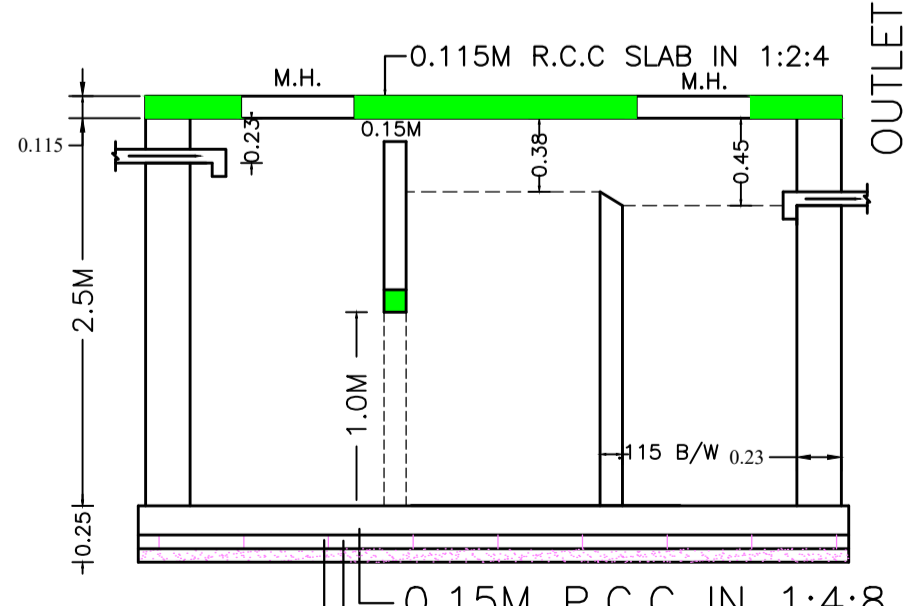 OUTLET
0.115M R.C.C SLAB IN 1:2:4
M.H.
M.H.
0.115
0.23
0.15M
0.38
0.45
2.5M
1.0M
.115 B/W
0.23
0.25
0.15M P.C.C IN 1:4:8